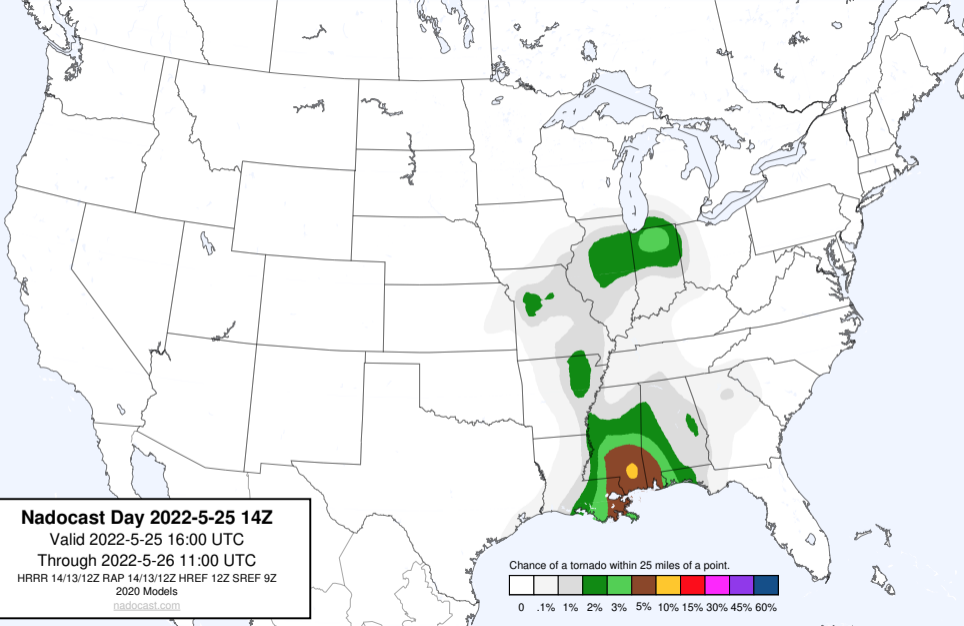 Nadocast Day 2022-5-25 14Z
Valid 2022-5-25 16:00 UTC
Through 2022-5-26 11:00 UTC
HRRR 14/13/12Z RAP 14/13/12Z HREF 12Z SREF 9Z
2020 Models
nadocast.com
Chance of a tornado within 25 miles of a point.
0 .1% 1% 2% 3% 5% 10% 15% 30% 45% 60%